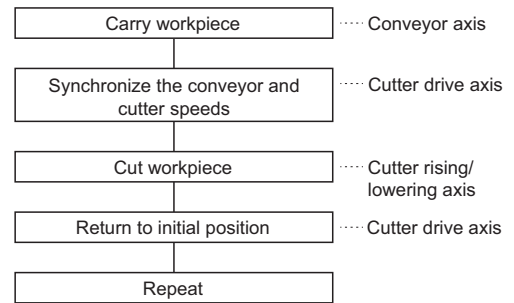 Carry workpiece
Conveyor axis
Synchronize the conveyor and
cutter speeds
Cutter drive axis
Cut workpiece
Cutter rising/
lowering axis
Return to initial position
Cutter drive axis
Repeat